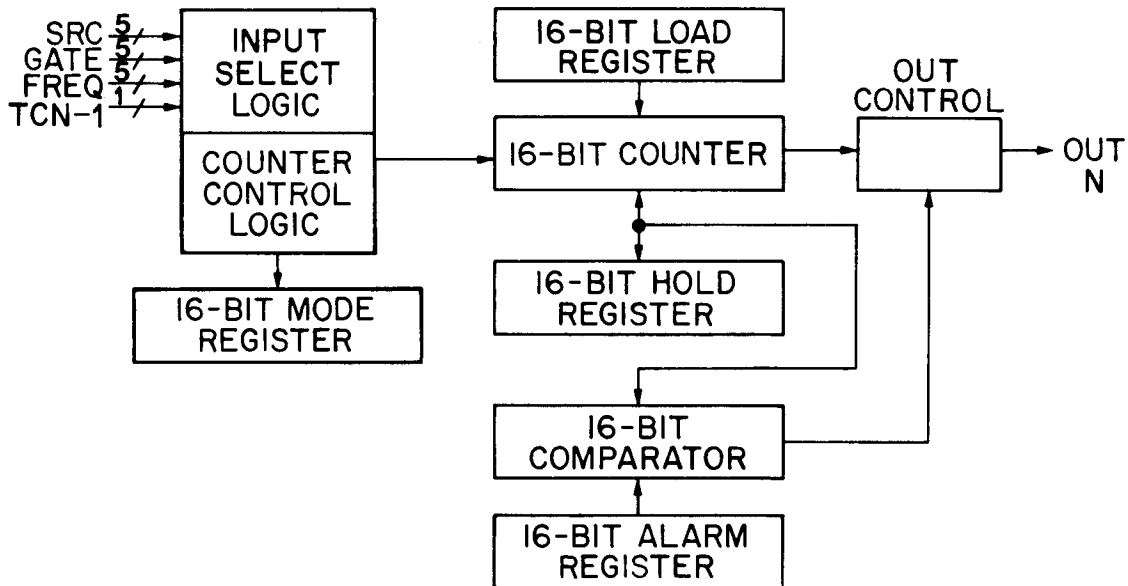 SRC 5
GATE 5
FREQ 5
TCN-1 1
INPUT
SELECT
LOGIC
COUNTER
CONTROL
LOGIC
16-BIT MODE
REGISTER
16-BIT LOAD
REGISTER
16-BIT COUNTER
16-BIT HOLD
REGISTER
16-BIT
COMPARATOR
16-BIT ALARM
REGISTER
OUT
CONTROL
OUT
N